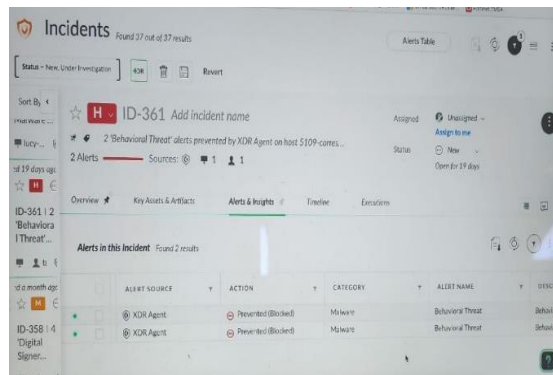 Incidents Found 37 out of 37 results
Alerts Table
Status = New, Under Investigation
Revert
Sort By
ID-361 Add incident name
Assigned Unassigned
Assign to me
2 'Behavioral Threat' alerts prevented by XDR Agent on host 5109-corres...
Status New
Open for 19 days
2 Alerts Sources: 1 1
lucy-...
19 days ago
H
Overview Key Assets & Artifacts Alerts & Insights Timeline Executions
ID-361 | 2
'Behaviora
l Threat'...
Alerts in this Incident Found 2 results
a month ago
M
ALERT SOURCE ACTION CATEGORY ALERT NAME DESC
XDR Agent Prevented (Blocked) Malware Behavioral Threat Behavi
XDR Agent Prevented (Blocked) Malware Behavioral Threat Behavi
ID-358 | 4
'Digital
Signer...